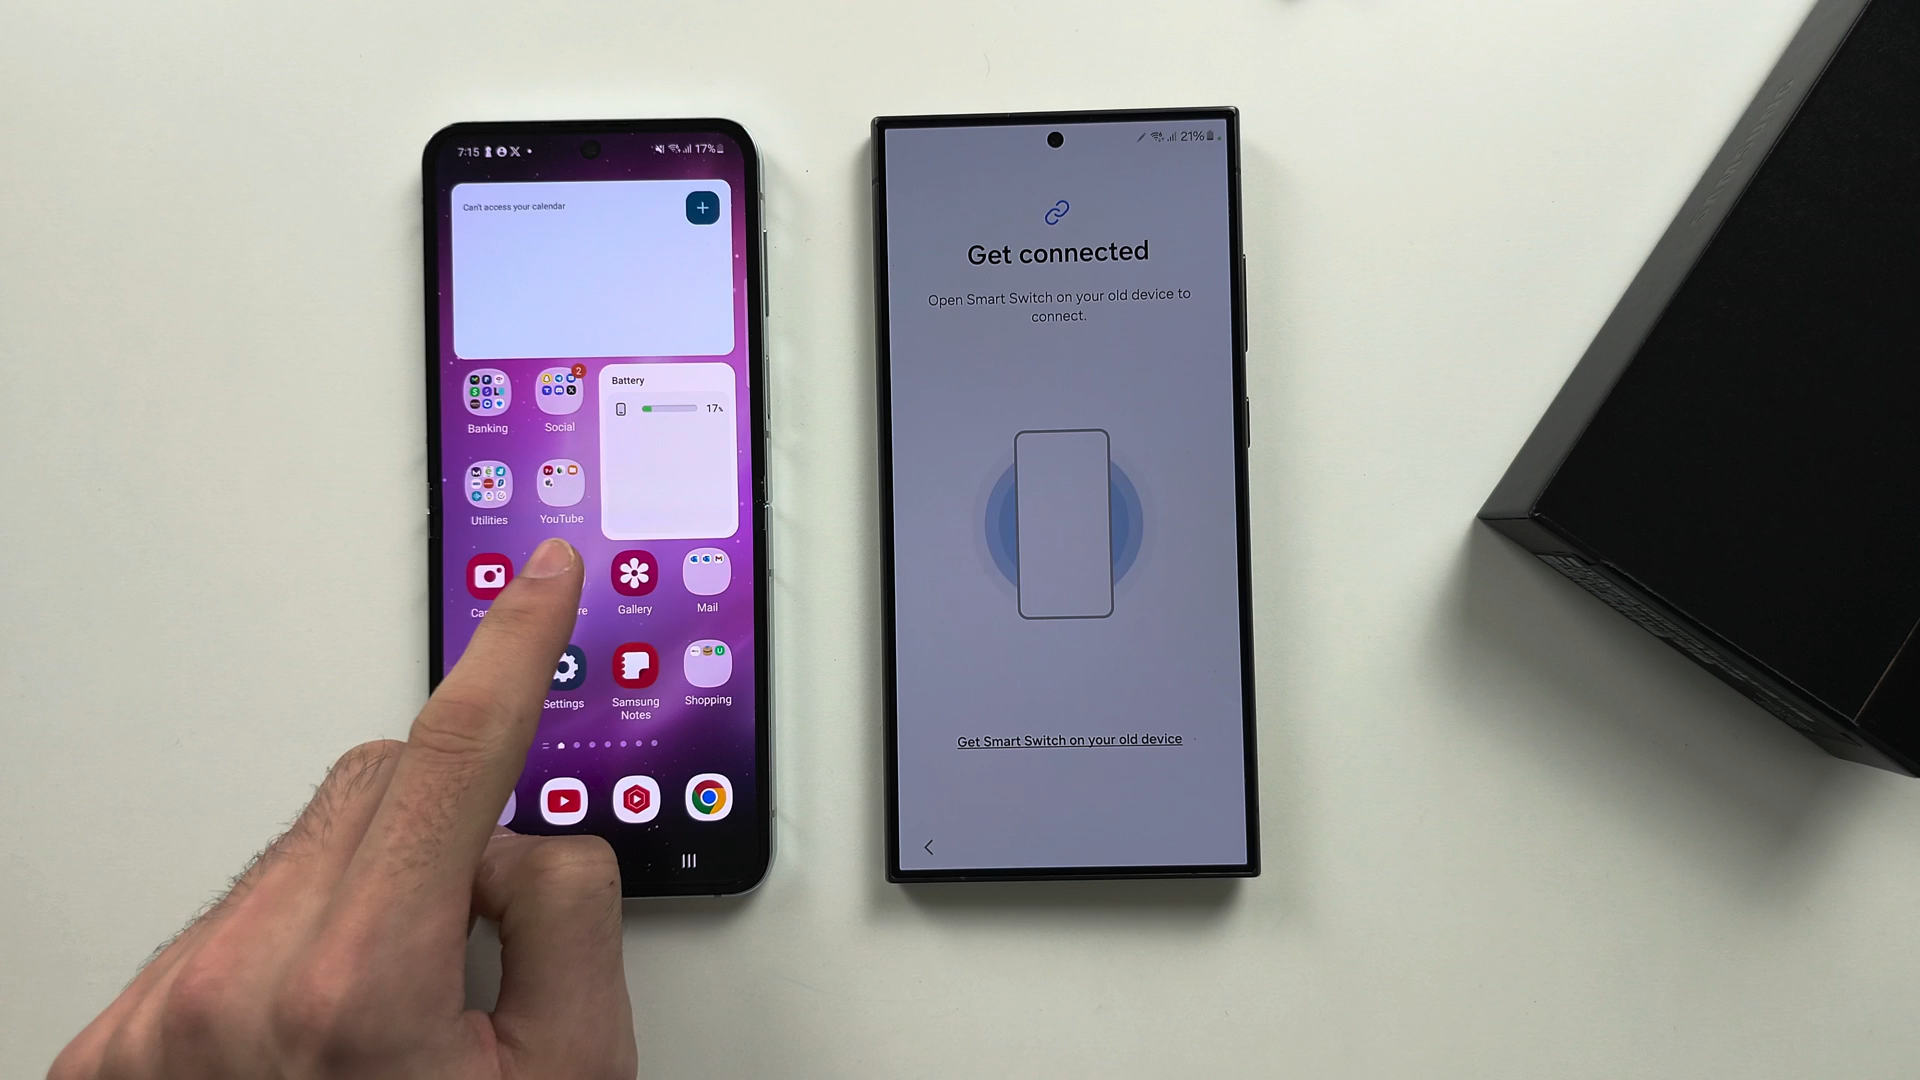 7:15
17%
Can't access your calendar
Battery
17%
Banking
Social
2
Utilities
YouTube
Gallery
Mail
Settings
Samsung
Notes
Shopping
21%
Get connected
Open Smart Switch on your old device to
connect.
Get Smart Switch on your old device